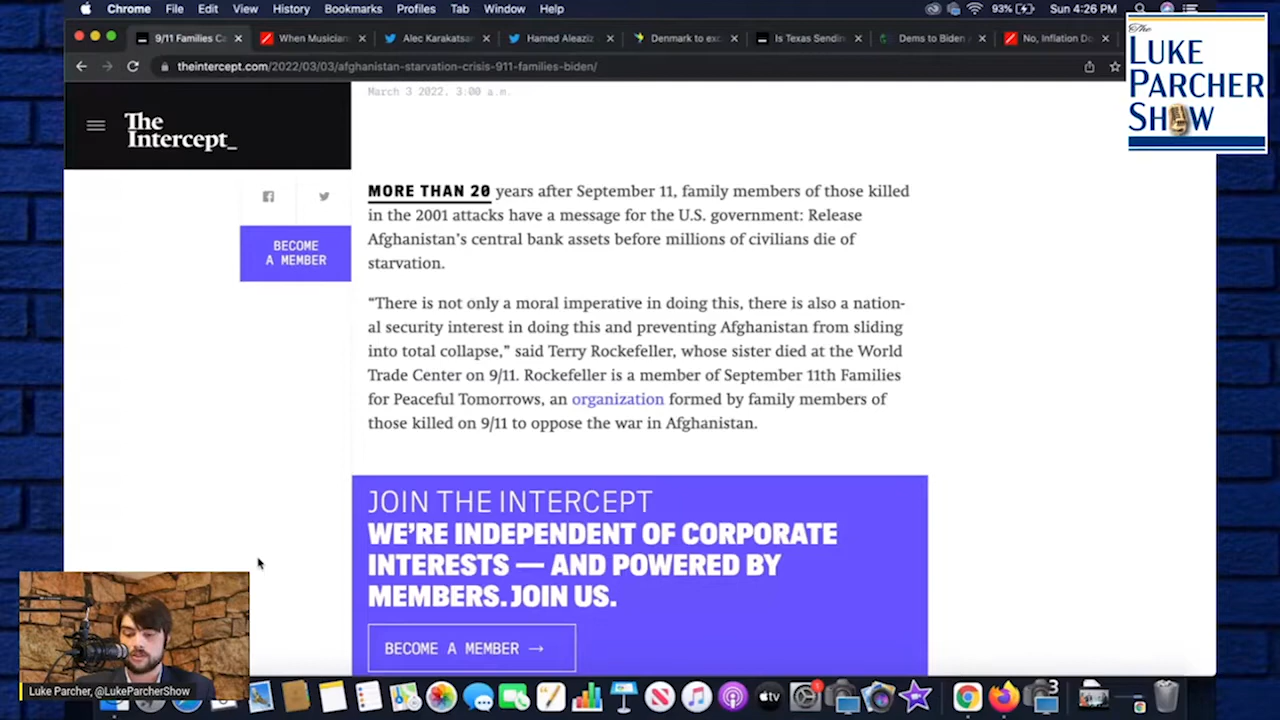 Chrome File Edit View History Bookmarks Profiles Tab Window Help 93% Sun 4:26 PM
9/11 Families Ca × When Musician × Alec Karakatsa × Hamed Aleaziz × Denmark to exc × Is Texas Sendin × Dems to Biden × No, Inflation Do ×
theintercept.com/2022/03/03/afghanistan-starvation-crisis-911-families-biden/
The
LUKE
PARCHER
SHOW
The
Intercept_
March 3 2022, 3:00 a.m.
BECOME
A MEMBER
MORE THAN 20 years after September 11, family members of those killed
in the 2001 attacks have a message for the U.S. government: Release
Afghanistan's central bank assets before millions of civilians die of
starvation.
“There is not only a moral imperative in doing this, there is also a nation-
al security interest in doing this and preventing Afghanistan from sliding
into total collapse,” said Terry Rockefeller, whose sister died at the World
Trade Center on 9/11. Rockefeller is a member of September 11th Families
for Peaceful Tomorrows, an organization formed by family members of
those killed on 9/11 to oppose the war in Afghanistan.
JOIN THE INTERCEPT
WE'RE INDEPENDENT OF CORPORATE
INTERESTS — AND POWERED BY
MEMBERS. JOIN US.
BECOME A MEMBER →
Luke Parcher, @LukeParcherShow
tv
3